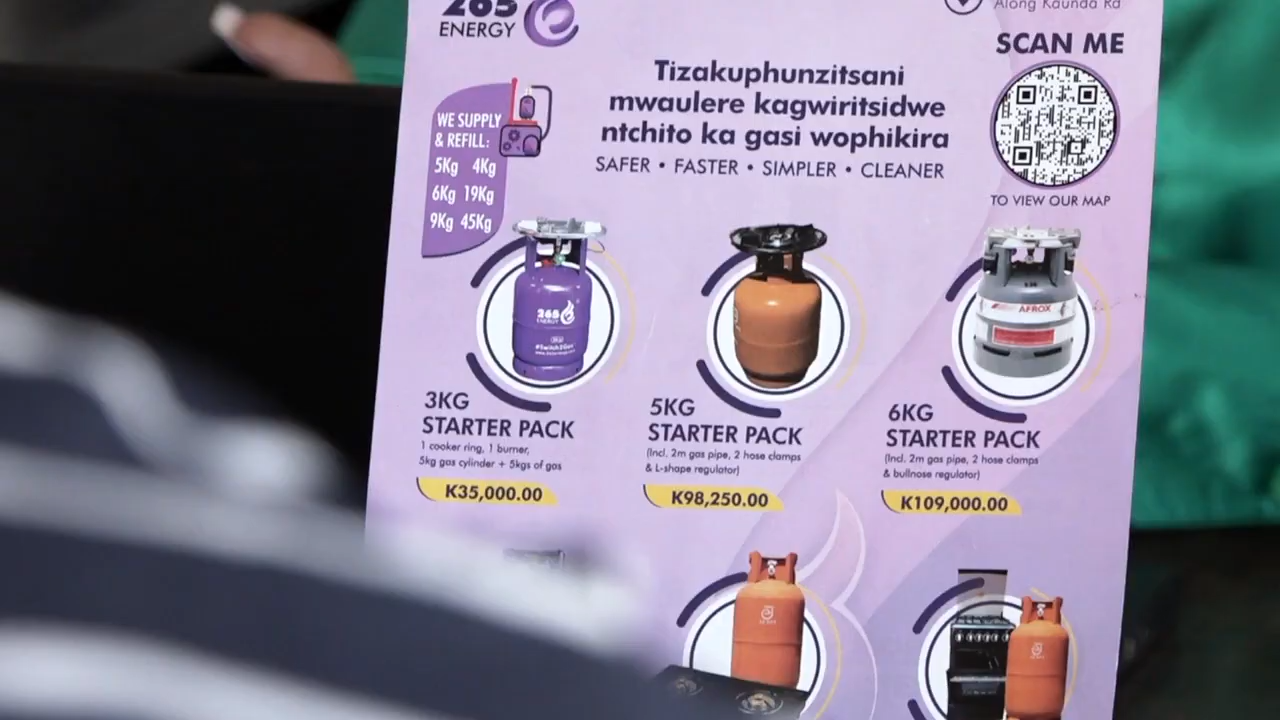 265
ENERGY
Along Kaunda Rd
SCAN ME
TO VIEW OUR MAP
Tizakuphunzitsani
mwaulere kagwiritsidwe
ntchito ka gasi wophikira
SAFER • FASTER • SIMPLER • CLEANER
WE SUPPLY
& REFILL:
5Kg 4Kg
6Kg 19Kg
9Kg 45Kg
265
ENERGY
#Switch2Gas
AFROX
3KG
STARTER PACK
1 cooker ring, 1 burner,
5kg gas cylinder + 5kgs of gas
K35,000.00
5KG
STARTER PACK
(Incl. 2m gas pipe, 2 hose clamps
& L-shape regulator)
K98,250.00
6KG
STARTER PACK
(Incl. 2m gas pipe, 2 hose clamps
& bullnose regulator)
K109,000.00